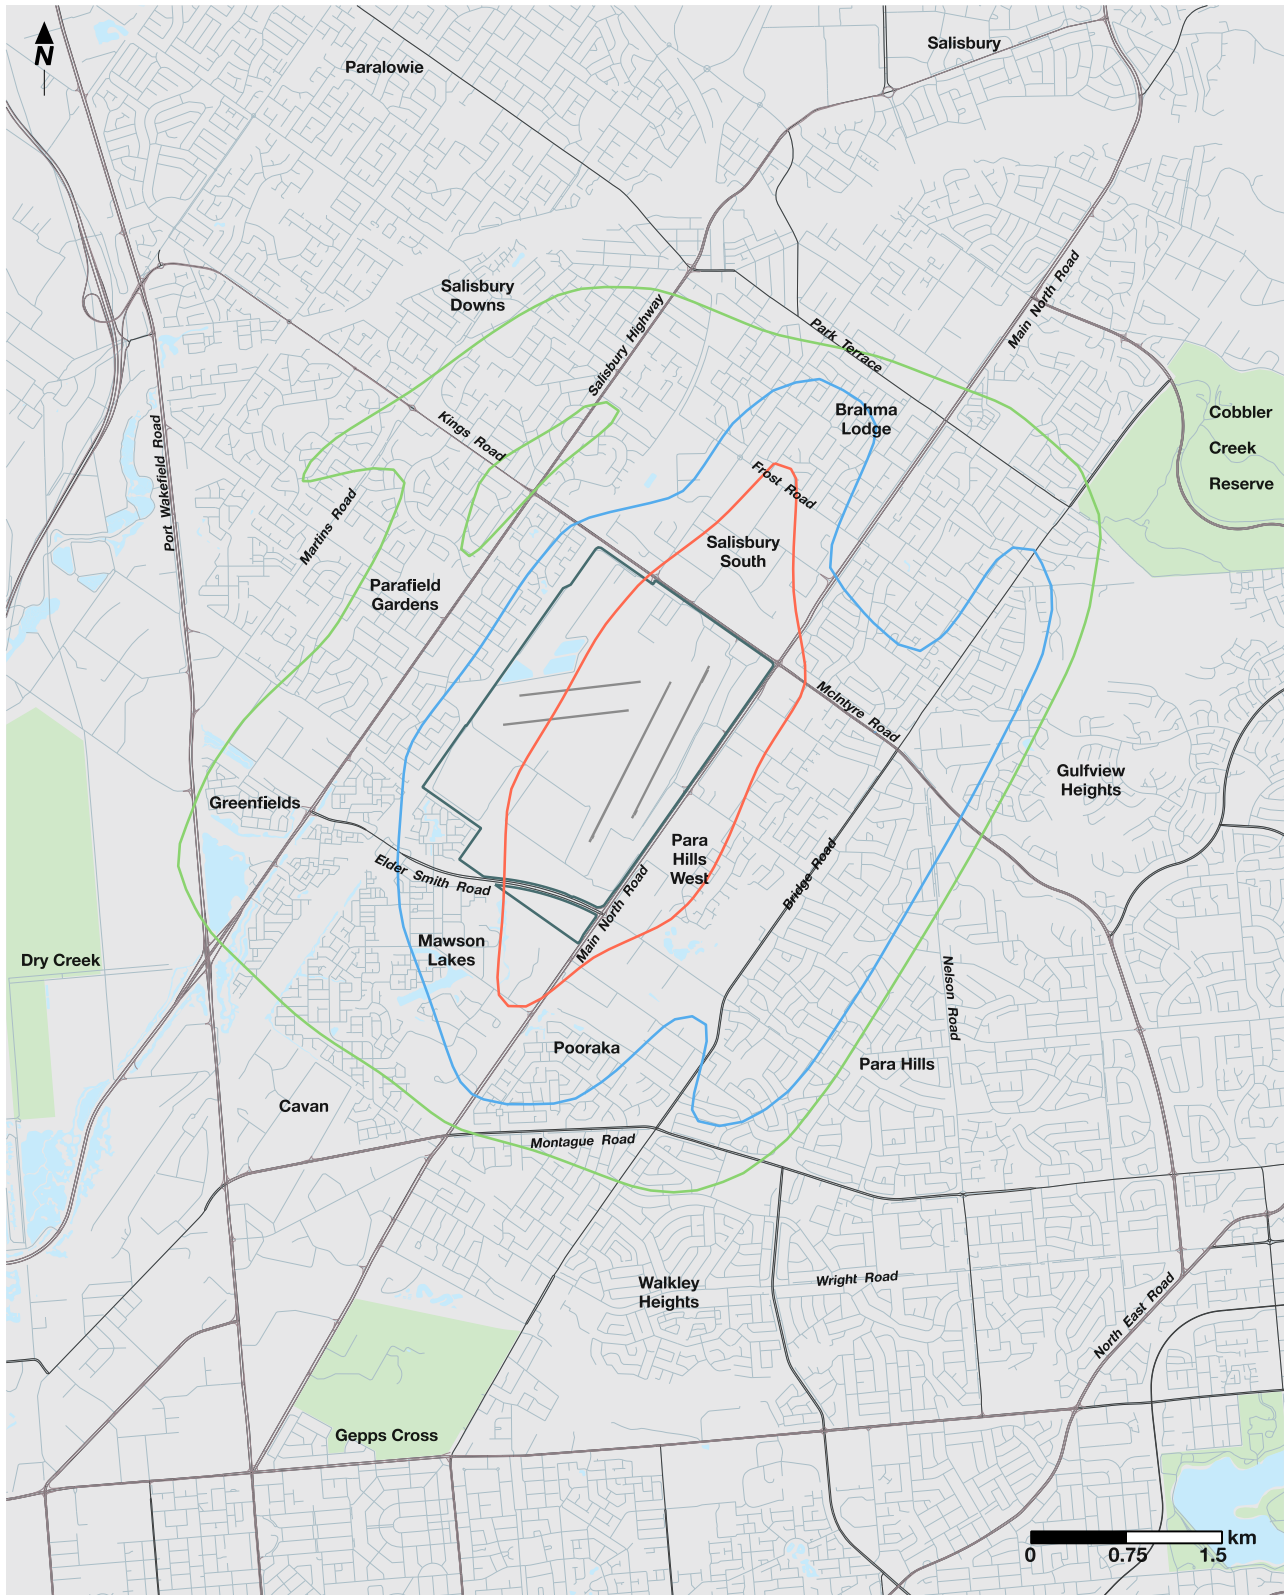 N
Paralowie
Salisbury
Salisbury
Downs
Salisbury Highway
Main North Road
Park Terrace
Brahma
Lodge
Cobbler
Creek
Reserve
Kings Road
Port Wakefield Road
Frost Road
Martins Road
Salisbury
South
Parafield
Gardens
McIntyre Road
Gulfview
Heights
Greenfields
Para
Hills
West
Elder Smith Road
Bridge Road
Main North Road
Mawson
Lakes
Dry Creek
Nelson Road
Pooraka
Para Hills
Cavan
Montague Road
Walkley
Heights
Wright Road
North East Road
Gepps Cross
km
0 0.75 1.5